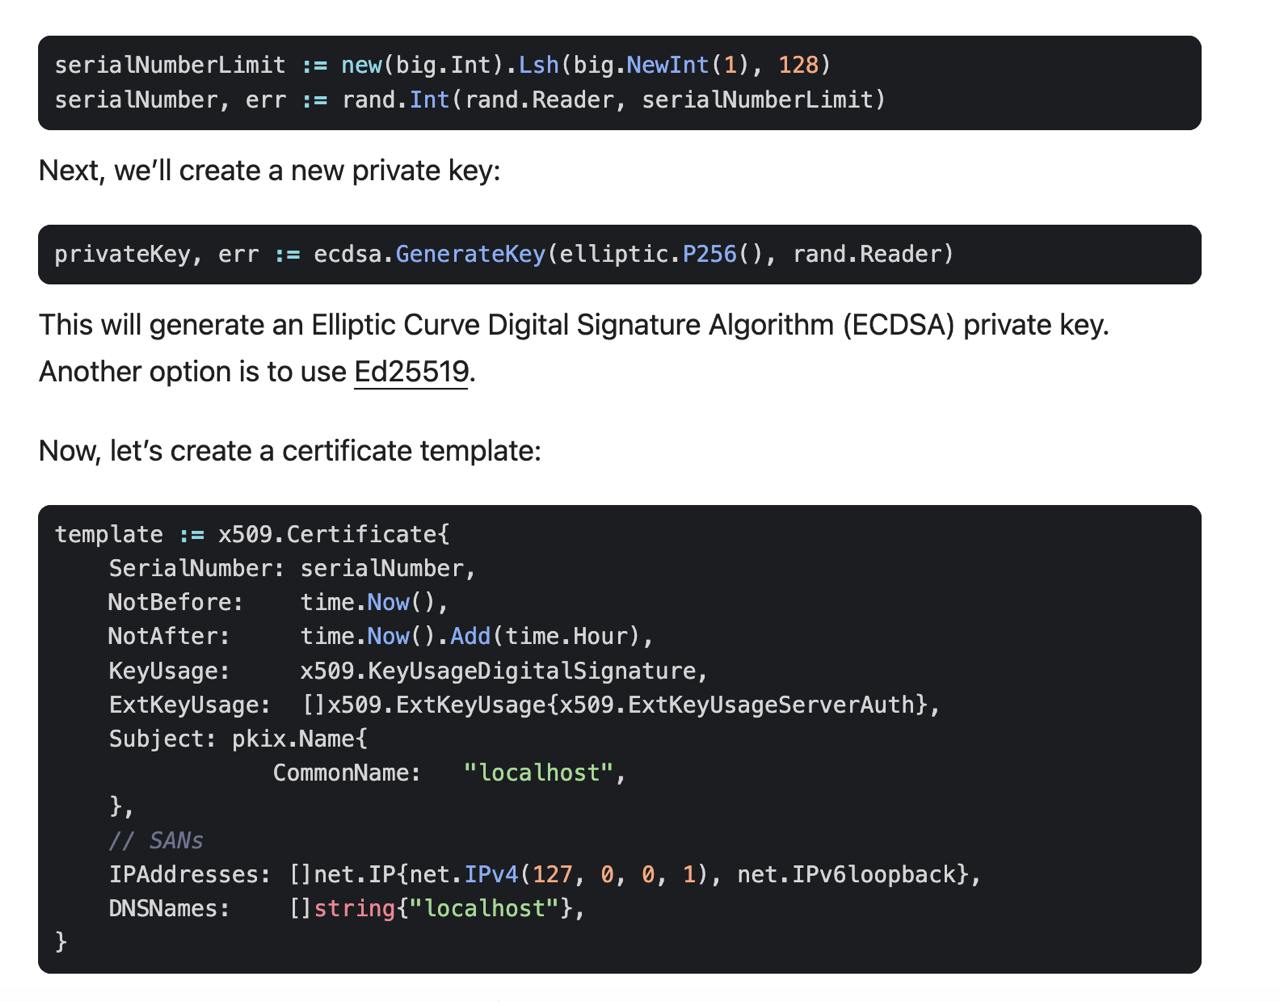 serialNumberLimit := new(big.Int).Lsh(big.NewInt(1), 128)
serialNumber, err := rand.Int(rand.Reader, serialNumberLimit)
Next, we’ll create a new private key:
privateKey, err := ecdsa.GenerateKey(elliptic.P256(), rand.Reader)
This will generate an Elliptic Curve Digital Signature Algorithm (ECDSA) private key.
Another option is to use Ed25519.
Now, let’s create a certificate template:
template := x509.Certificate{
    SerialNumber: serialNumber,
    NotBefore:    time.Now(),
    NotAfter:     time.Now().Add(time.Hour),
    KeyUsage:     x509.KeyUsageDigitalSignature,
    ExtKeyUsage:  []x509.ExtKeyUsage{x509.ExtKeyUsageServerAuth},
    Subject: pkix.Name{
                CommonName:   "localhost",
    },
    // SANs
    IPAddresses: []net.IP{net.IPv4(127, 0, 0, 1), net.IPv6loopback},
    DNSNames:    []string{"localhost"},
}